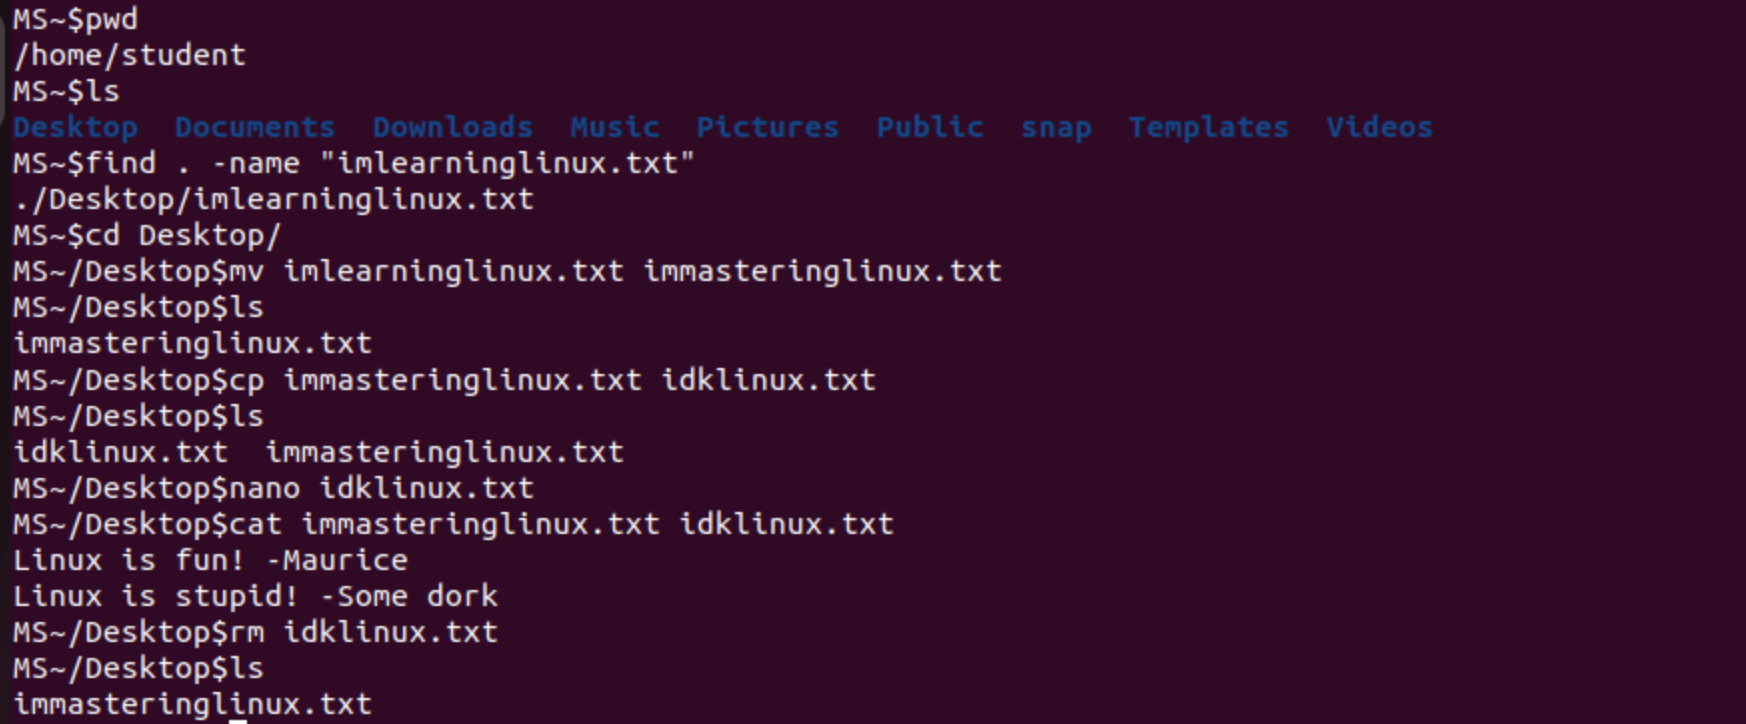 MS~$pwd
/home/student
MS~$ls
Desktop  Documents  Downloads  Music  Pictures  Public  snap  Templates  Videos
MS~$find . -name "imlearninglinux.txt"
./Desktop/imlearninglinux.txt
MS~$cd Desktop/
MS~/Desktop$mv imlearninglinux.txt immasteringlinux.txt
MS~/Desktop$ls
immasteringlinux.txt
MS~/Desktop$cp immasteringlinux.txt idklinux.txt
MS~/Desktop$ls
idklinux.txt  immasteringlinux.txt
MS~/Desktop$nano idklinux.txt
MS~/Desktop$cat immasteringlinux.txt idklinux.txt
Linux is fun! -Maurice
Linux is stupid! -Some dork
MS~/Desktop$rm idklinux.txt
MS~/Desktop$ls
immasteringlinux.txt